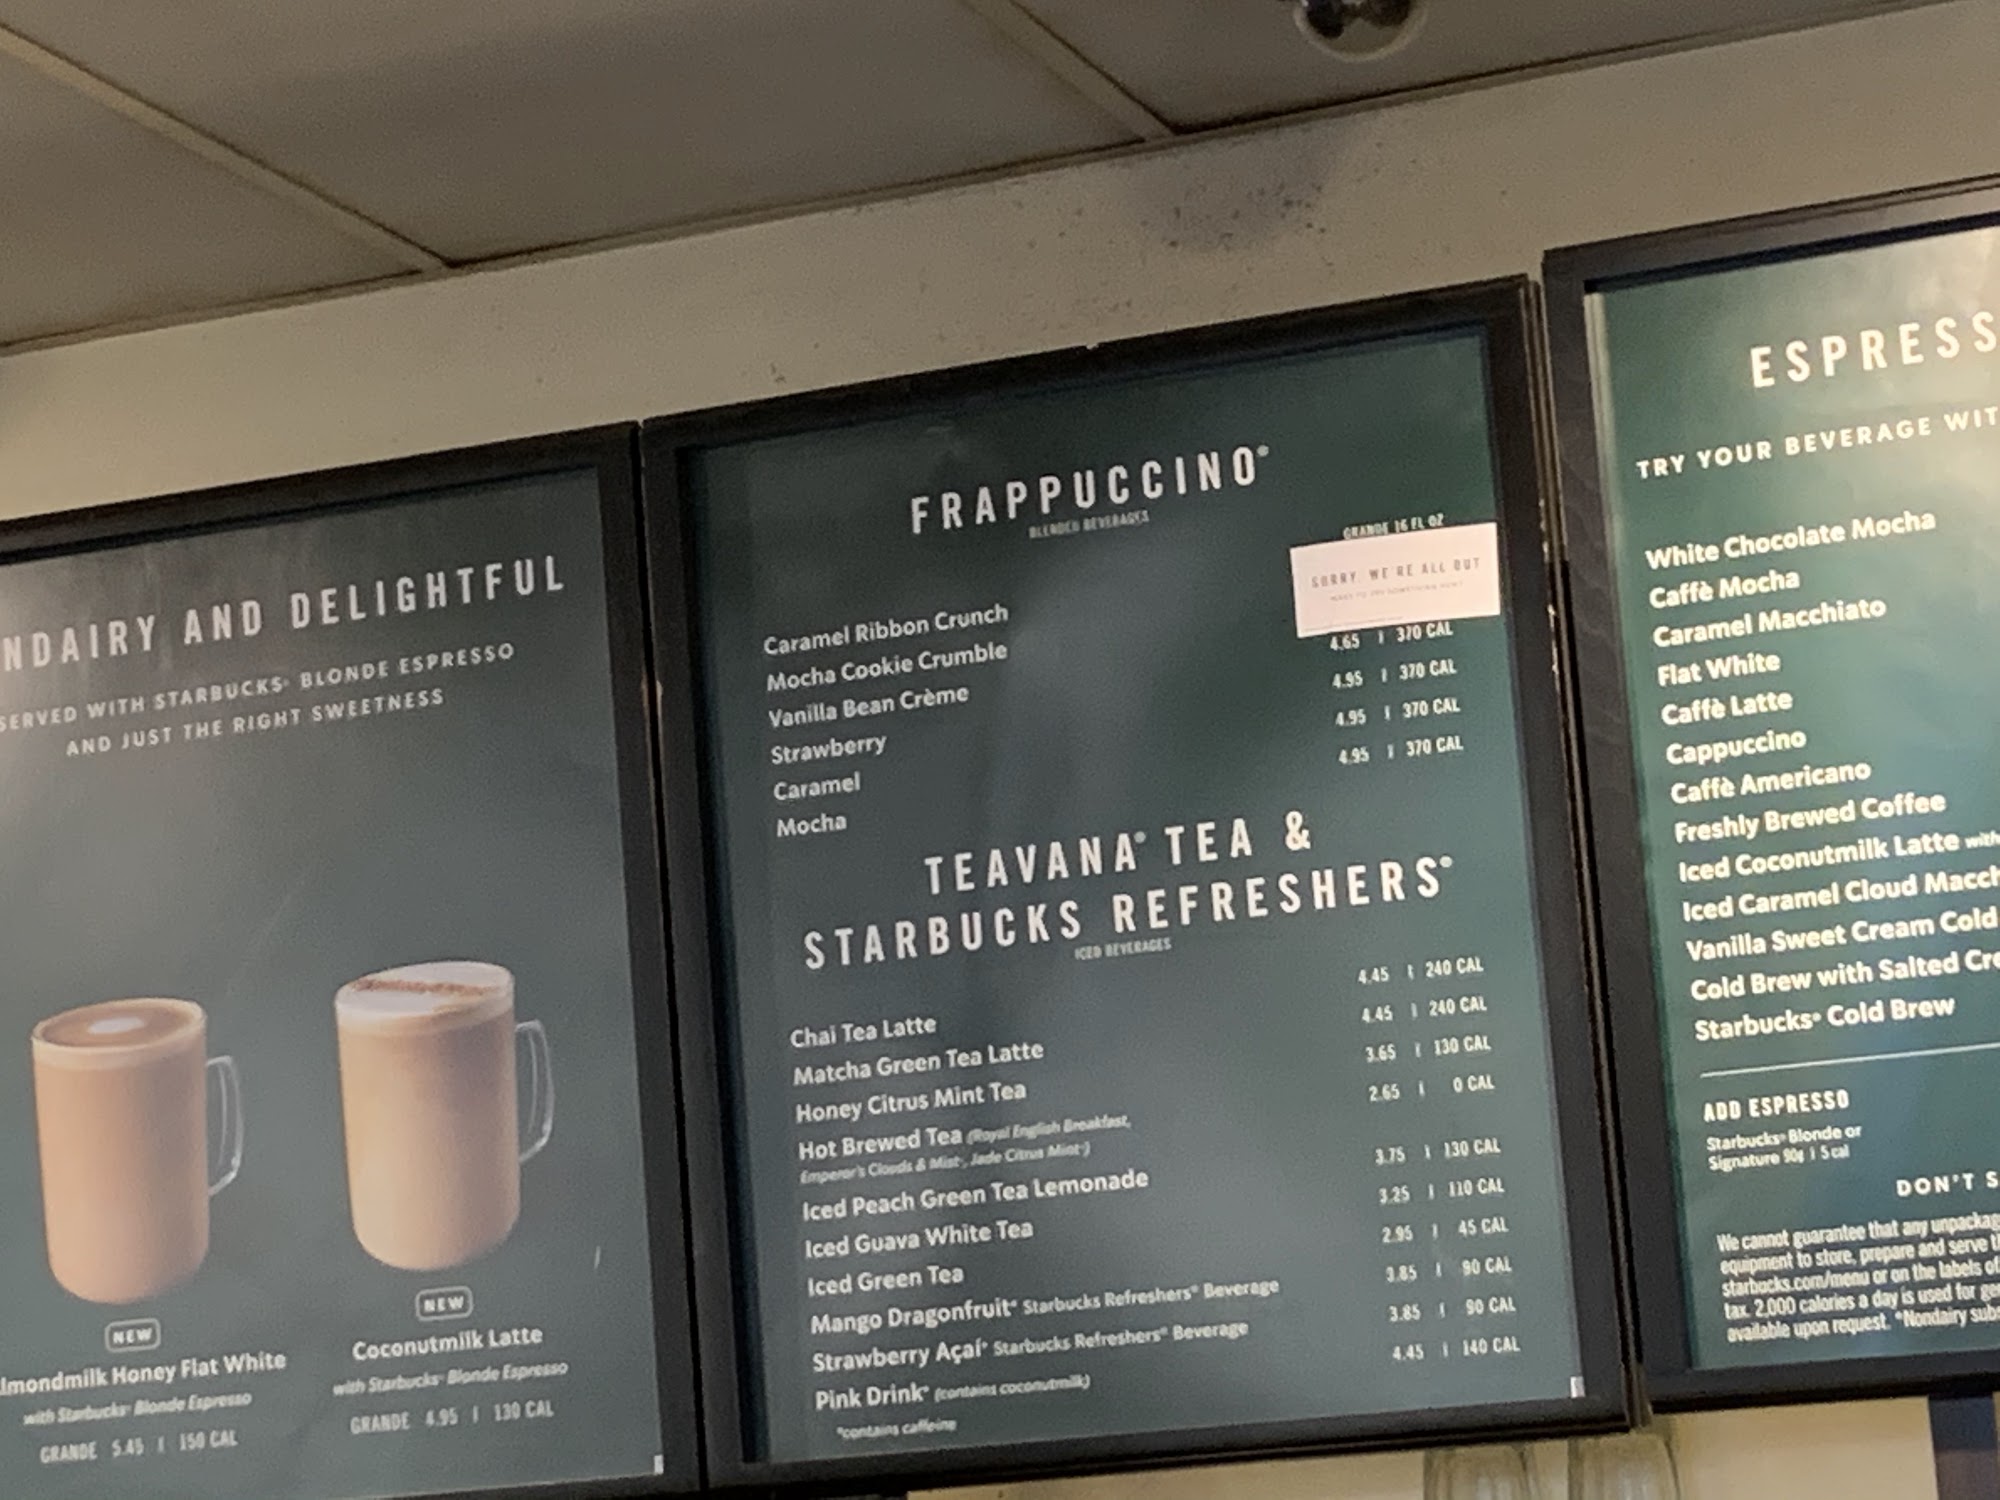 NDAIRY AND DELIGHTFUL
SERVED WITH STARBUCKS® BLONDE ESPRESSO
AND JUST THE RIGHT SWEETNESS
NEW
lmondmilk Honey Flat White
with Starbucks® Blonde Espresso
GRANDE 5.45 | 150 CAL
NEW
Coconutmilk Latte
with Starbucks® Blonde Espresso
GRANDE 4.95 | 130 CAL
FRAPPUCCINO®
BLENDED BEVERAGES
GRANDE 16 FL OZ
SORRY, WE'RE ALL OUT
Caramel Ribbon Crunch
Mocha Cookie Crumble
Vanilla Bean Crème 4.65 | 370 CAL
Strawberry 4.95 | 370 CAL
Caramel 4.95 | 370 CAL
Mocha 4.95 | 370 CAL
TEAVANA® TEA &
STARBUCKS REFRESHERS®
ICED BEVERAGES
Chai Tea Latte 4.45 | 240 CAL
Matcha Green Tea Latte 4.45 | 240 CAL
Honey Citrus Mint Tea 3.65 | 130 CAL
Hot Brewed Tea (Royal English Breakfast, 2.65 | 0 CAL
Emperor's Clouds & Mist®, Jade Citrus Mint®)
Iced Peach Green Tea Lemonade 3.75 | 130 CAL
Iced Guava White Tea 3.25 | 110 CAL
Iced Green Tea 2.95 | 45 CAL
Mango Dragonfruit* Starbucks Refreshers® Beverage 3.85 | 90 CAL
Strawberry Açaí* Starbucks Refreshers® Beverage 3.85 | 90 CAL
Pink Drink* (contains coconutmilk) 4.45 | 140 CAL
*contains caffeine
ESPRESS
TRY YOUR BEVERAGE WIT
White Chocolate Mocha
Caffè Mocha
Caramel Macchiato
Flat White
Caffè Latte
Cappuccino
Caffè Americano
Freshly Brewed Coffee
Iced Coconutmilk Latte with
Iced Caramel Cloud Macch
Vanilla Sweet Cream Cold
Cold Brew with Salted Cre
Starbucks® Cold Brew
ADD ESPRESSO
Starbucks® Blonde or
Signature 90¢ | 5 cal
DON'T S
We cannot guarantee that any unpackag
equipment to store, prepare and serve th
starbucks.com/menu or on the labels of
tax. 2,000 calories a day is used for gen
available upon request. *Nondairy subs